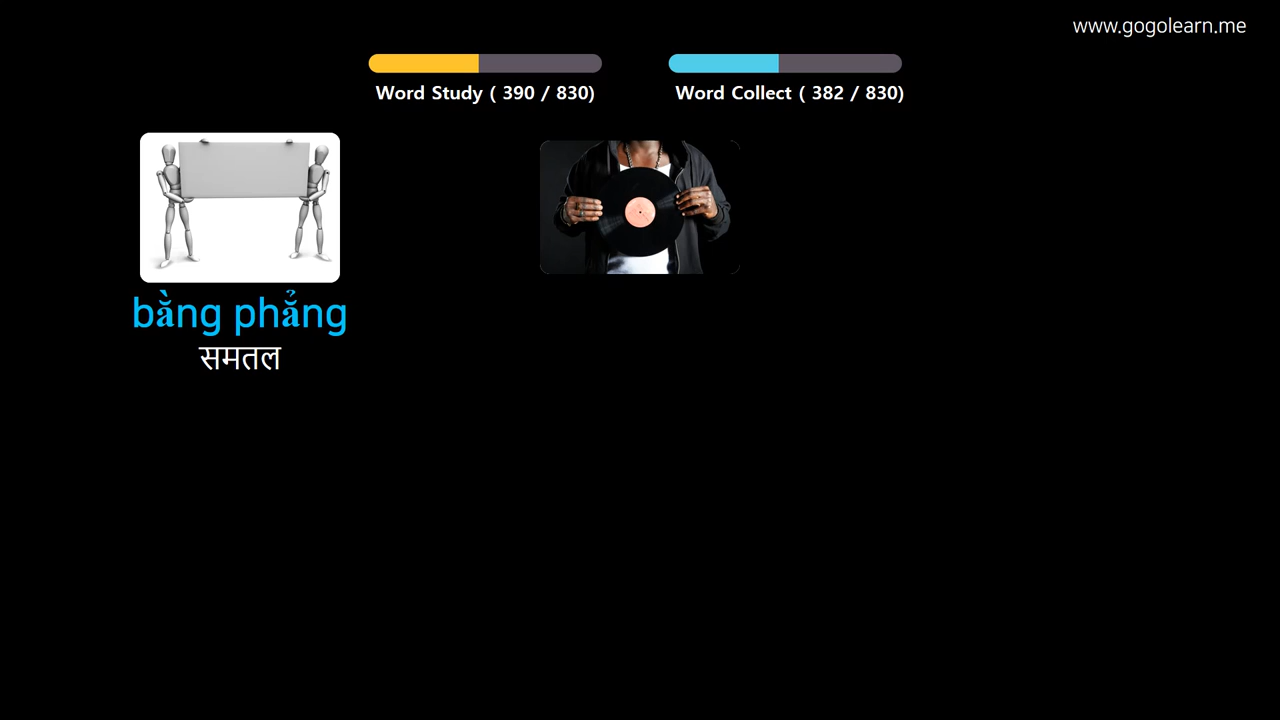 www.gogolearn.me
Word Study ( 390 / 830)
Word Collect ( 382 / 830)
bằng phẳng
समतल